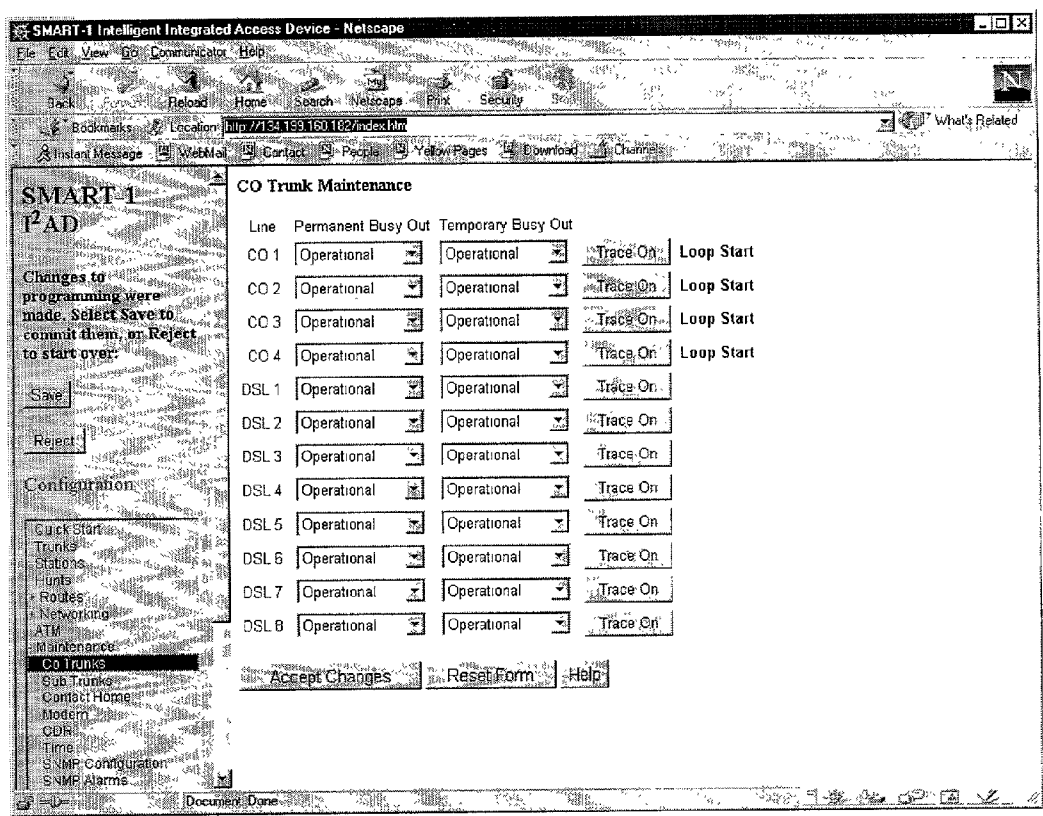 SMART-1 Intelligent Integrated Access Device - Netscape
File Edit View Go Communicator Help
Back Forward Reload Home Search My Netscape Print Security Stop
Bookmarks Location: http://134.199.160.182/index.htm What's Related
Instant Message WebMail Contact People Yellow Pages Download Channels
SMART-1
I²AD
Changes to
programming were
made. Select Save to
commit them, or Reject
to start over:
Save
Reject
Configuration
Quick Start
Trunks
Stations
Hunts
+ Routes
+ Networking
ATM
Maintenance
Co Trunks
Sub Trunks
Contact Home
Modem
CDR
Time
SNMP Configuration
SNMP Alarms
CO Trunk Maintenance
Line Permanent Busy Out Temporary Busy Out
CO 1 Operational Operational Trace On Loop Start
CO 2 Operational Operational Trace On Loop Start
CO 3 Operational Operational Trace On Loop Start
CO 4 Operational Operational Trace On Loop Start
DSL 1 Operational Operational Trace On
DSL 2 Operational Operational Trace On
DSL 3 Operational Operational Trace On
DSL 4 Operational Operational Trace On
DSL 5 Operational Operational Trace On
DSL 6 Operational Operational Trace On
DSL 7 Operational Operational Trace On
DSL 8 Operational Operational Trace On
Accept Changes Reset Form Help
Document: Done